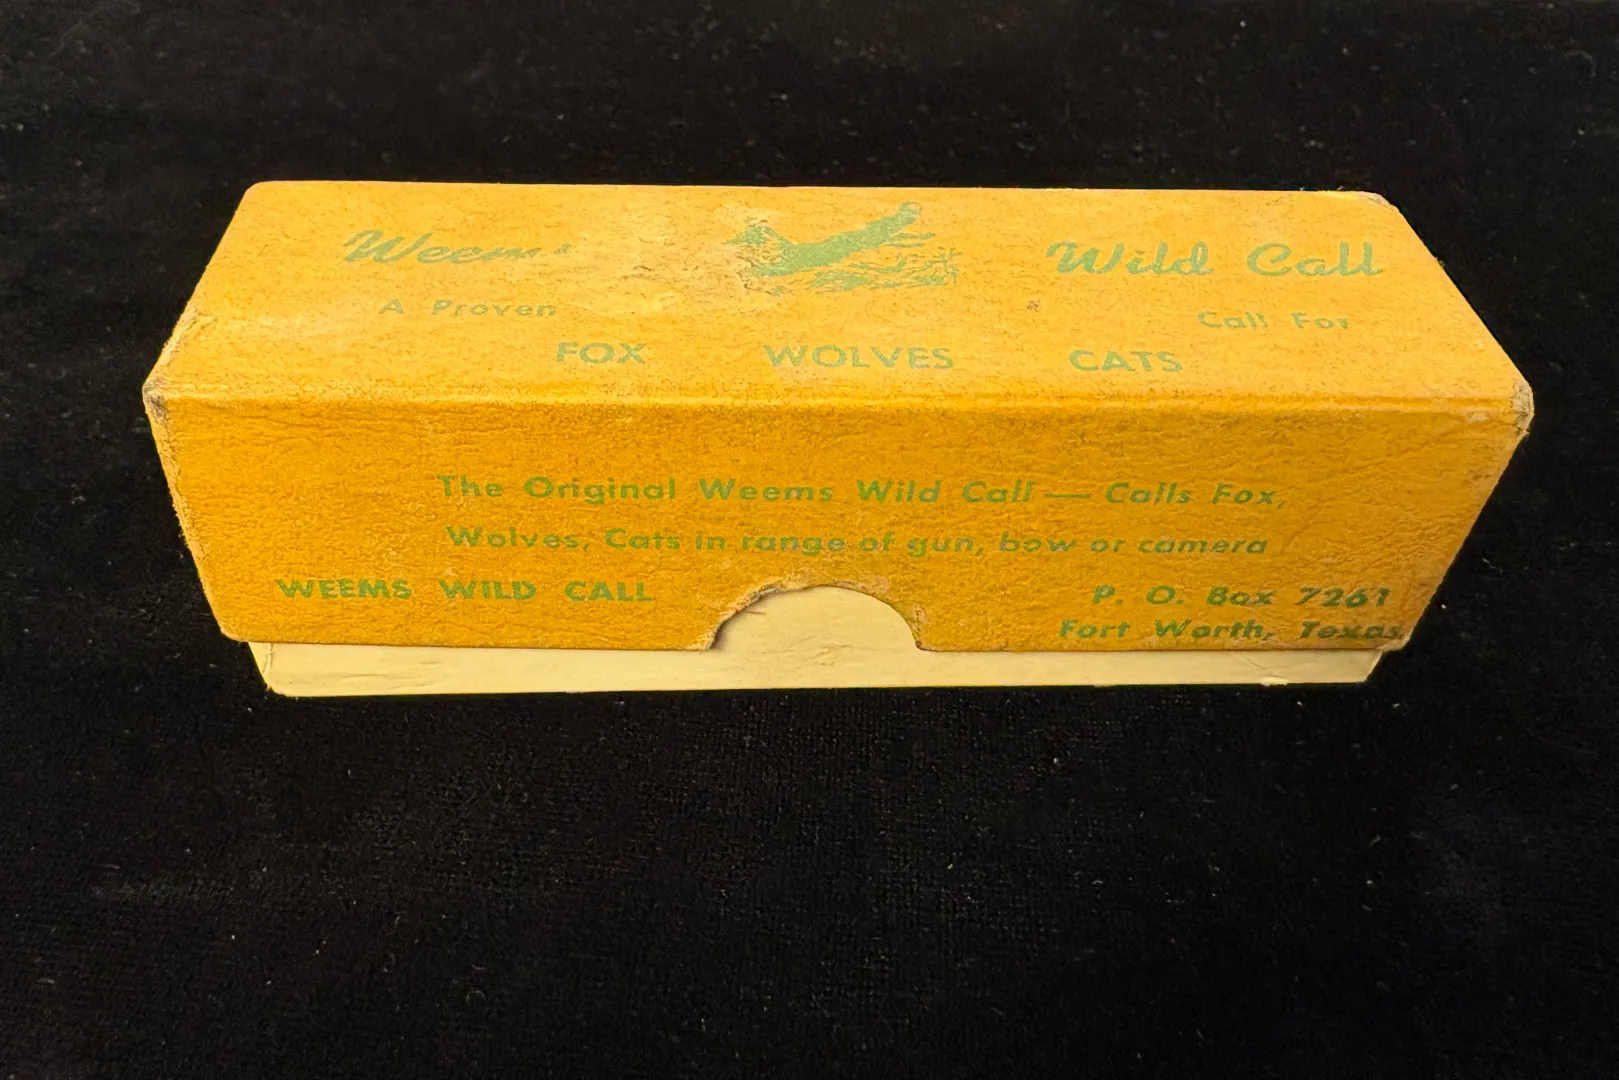 Weems Wild Call
A Proven Call For
FOX WOLVES CATS
The Original Weems Wild Call — Calls Fox,
Wolves, Cats in range of gun, bow or camera
WEEMS WILD CALL
P. O. Box 7261
Fort Worth, Texas